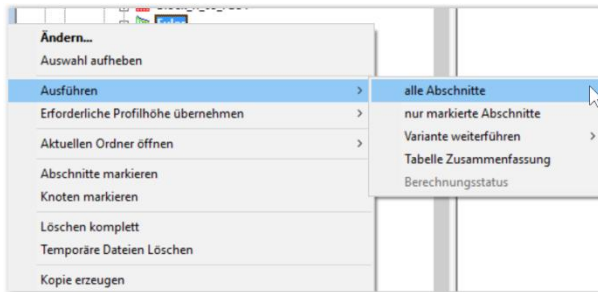 Ändern...
Auswahl aufheben
Ausführen
Erforderliche Profilhöhe übernehmen
Aktuellen Ordner öffnen
Abschnitte markieren
Knoten markieren
Löschen komplett
Temporäre Dateien Löschen
Kopie erzeugen
alle Abschnitte
nur markierte Abschnitte
Variante weiterführen
Tabelle Zusammenfassung
Berechnungsstatus